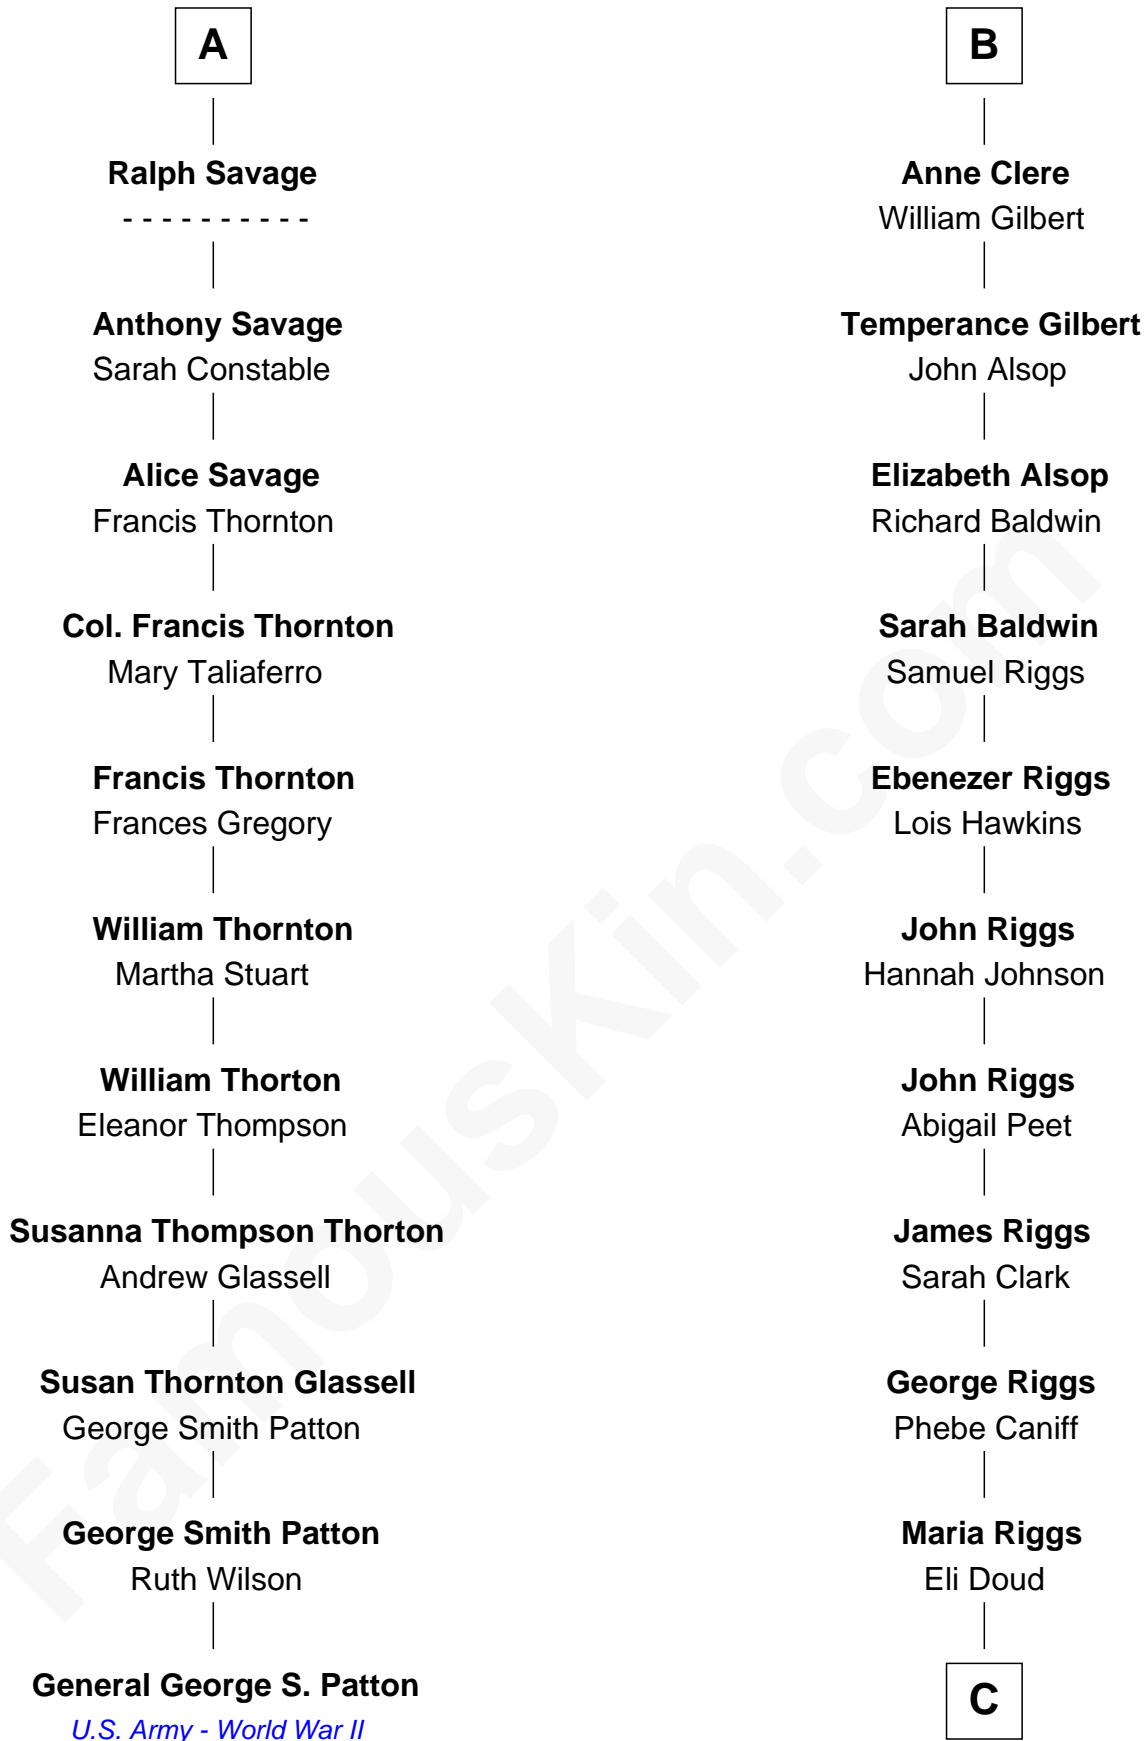 A
Ralph Savage
- - - - - - - - - -
Anthony Savage
Sarah Constable
Alice Savage
Francis Thornton
Col. Francis Thornton
Mary Taliaferro
Francis Thornton
Frances Gregory
William Thornton
Martha Stuart
William Thorton
Eleanor Thompson
Susanna Thompson Thorton
Andrew Glassell
Susan Thornton Glassell
George Smith Patton
George Smith Patton
Ruth Wilson
General George S. Patton
U.S. Army - World War II
B
Anne Clere
William Gilbert
Temperance Gilbert
John Alsop
Elizabeth Alsop
Richard Baldwin
Sarah Baldwin
Samuel Riggs
Ebenezer Riggs
Lois Hawkins
John Riggs
Hannah Johnson
John Riggs
Abigail Peet
James Riggs
Sarah Clark
George Riggs
Phebe Caniff
Maria Riggs
Eli Doud
C
FamousKin.com